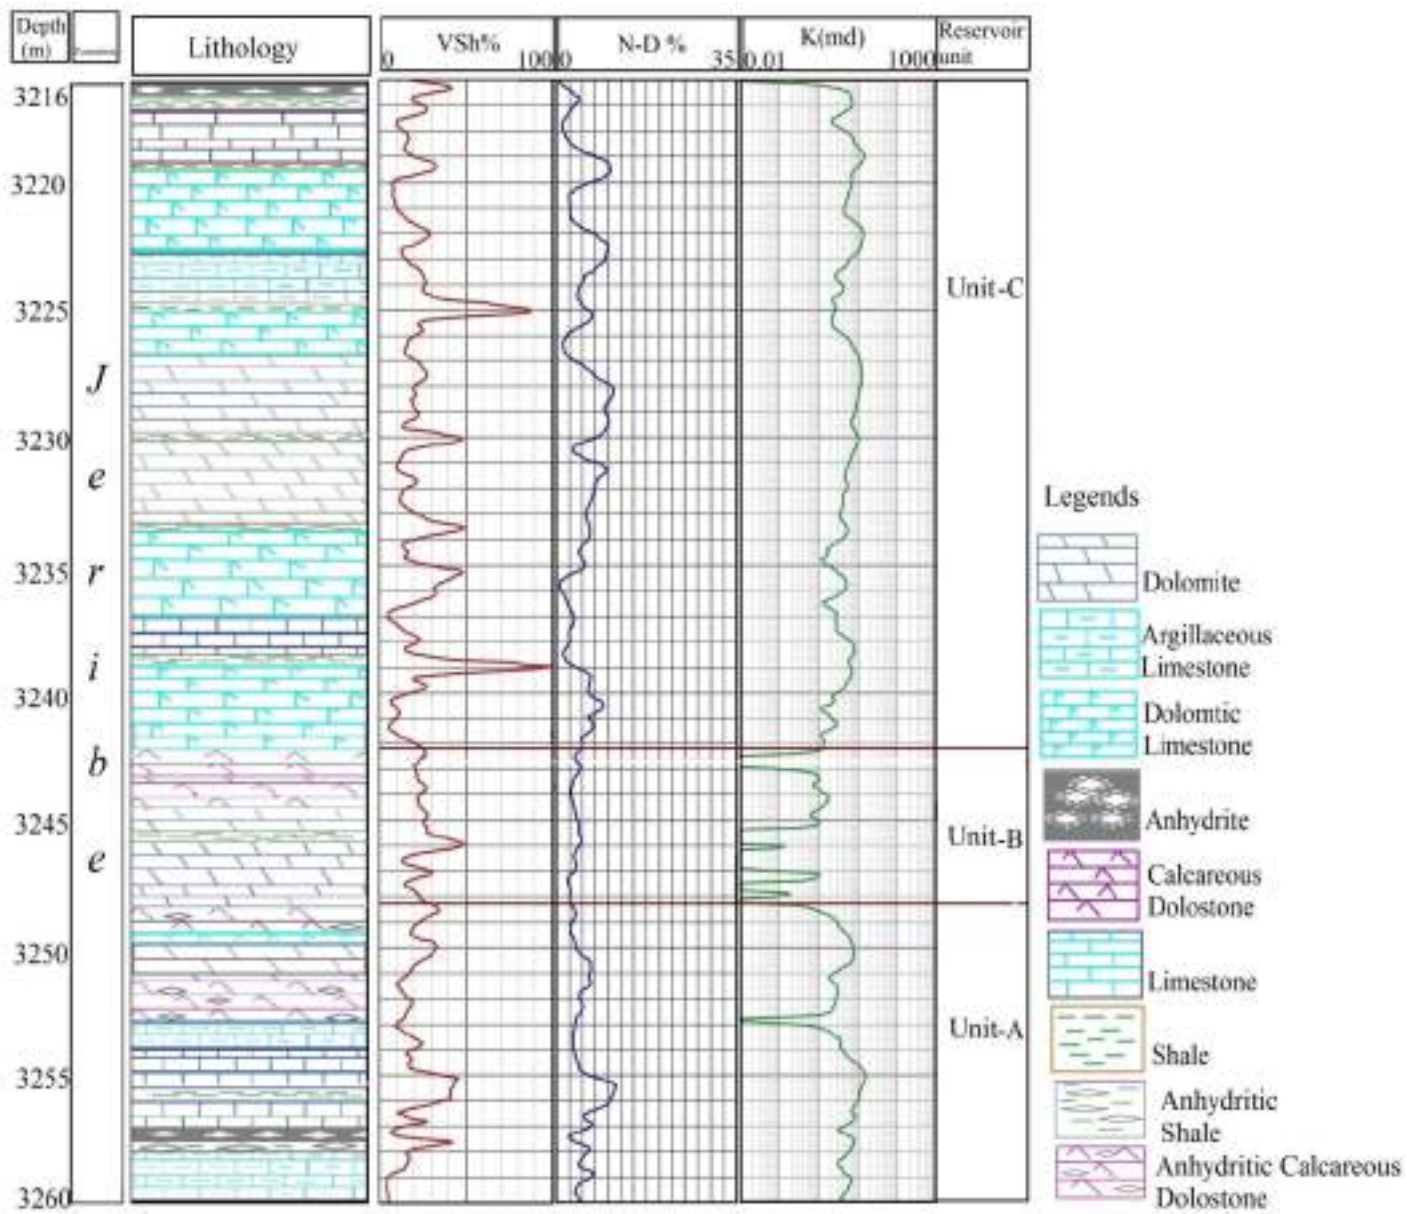 Depth
(m)
Lithology
VSh%
0
100
N-D %
0
35
K(md)
0.01
1000
Reservoir
unit
3216
3220
3225
3230
3235
3240
3245
3250
3255
3260
J
e
r
i
b
e
Unit-C
Unit-B
Unit-A
Legends
Dolomite
Argillaceous
Limestone
Dolomtic
Limestone
Anhydrite
Calcareous
Dolostone
Limestone
Shale
Anhydritic
Shale
Anhydritic Calcareous
Dolostone